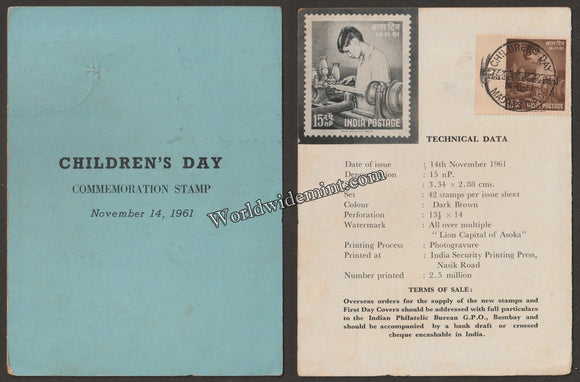 CHILDREN'S DAY
COMMEMORATION STAMP
November 14, 1961
Worldwidemint.com
बाल दिन
14-11-61
15 न.पै.
nP
INDIA POSTAGE
CHILDREN'S DAY
INDIA POSTAGE
TECHNICAL DATA
Date of issue : 14th November 1961
: 15 nP.
: 3.34 × 2.88 cms.
Set : 42 stamps per issue sheet
Colour : Dark Brown
Perforation : 13½ × 14
Watermark : All over multiple
" Lion Capital of Asoka"
Printing Process : Photogravure
Printed at : India Security Printing Press,
Nasik Road
Number printed : 2.5 million
TERMS OF SALE :
Overseas orders for the supply of the new stamps and
First Day Covers should be addressed with full particulars
to the Indian Philatelic Bureau G.P.O., Bombay and
should be accompanied by a bank draft or crossed
cheque encashable in India.